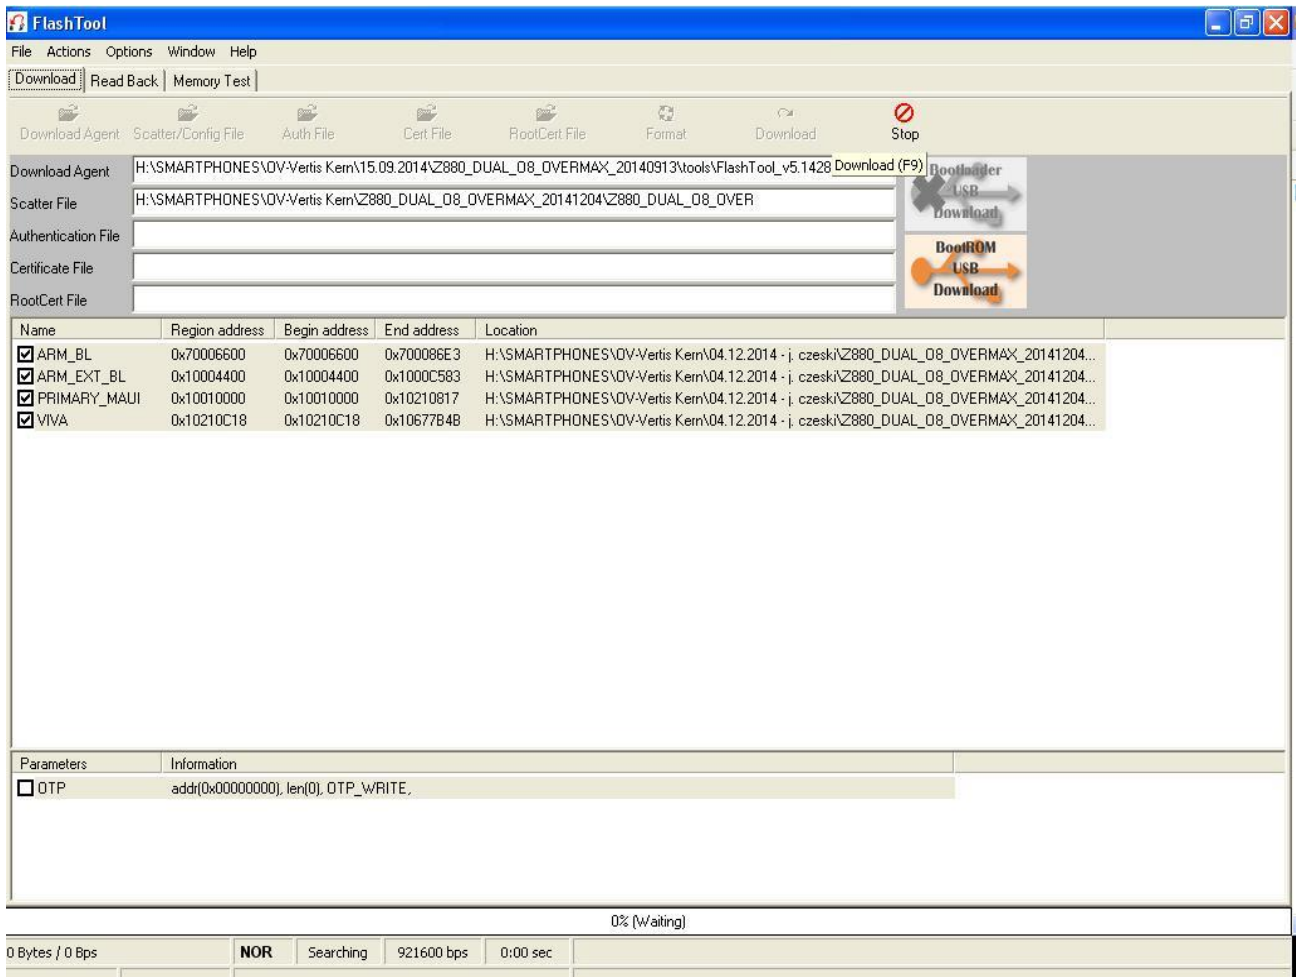 FlashTool
File Actions Options Window Help
Download Read Back Memory Test
Download Agent Scatter/Config File Auth File Cert File RootCert File Format Download Stop
Download Agent H:\SMARTPHONES\OV-Vertis Kern\15.09.2014\Z880_DUAL_O8_OVERMAX_20140913\tools\FlashTool_v5.1428 Download (F9)
Scatter File H:\SMARTPHONES\OV-Vertis Kern\Z880_DUAL_O8_OVERMAX_20141204\Z880_DUAL_O8_OVER
Authentication File
Certificate File
RootCert File
Bootloader
USB
Download
BootROM
USB
Download
Name Region address Begin address End address Location
ARM_BL 0x70006600 0x70006600 0x700086E3 H:\SMARTPHONES\OV-Vertis Kern\04.12.2014 - j. czeski\Z880_DUAL_O8_OVERMAX_20141204...
ARM_EXT_BL 0x10004400 0x10004400 0x1000C583 H:\SMARTPHONES\OV-Vertis Kern\04.12.2014 - j. czeski\Z880_DUAL_O8_OVERMAX_20141204...
PRIMARY_MAUI 0x10010000 0x10010000 0x10210817 H:\SMARTPHONES\OV-Vertis Kern\04.12.2014 - j. czeski\Z880_DUAL_O8_OVERMAX_20141204...
VIVA 0x10210C18 0x10210C18 0x10677B4B H:\SMARTPHONES\OV-Vertis Kern\04.12.2014 - j. czeski\Z880_DUAL_O8_OVERMAX_20141204...
Parameters Information
OTP addr(0x00000000), len(0), OTP_WRITE,
0% (Waiting)
0 Bytes / 0 Bps NOR Searching 921600 bps 0:00 sec